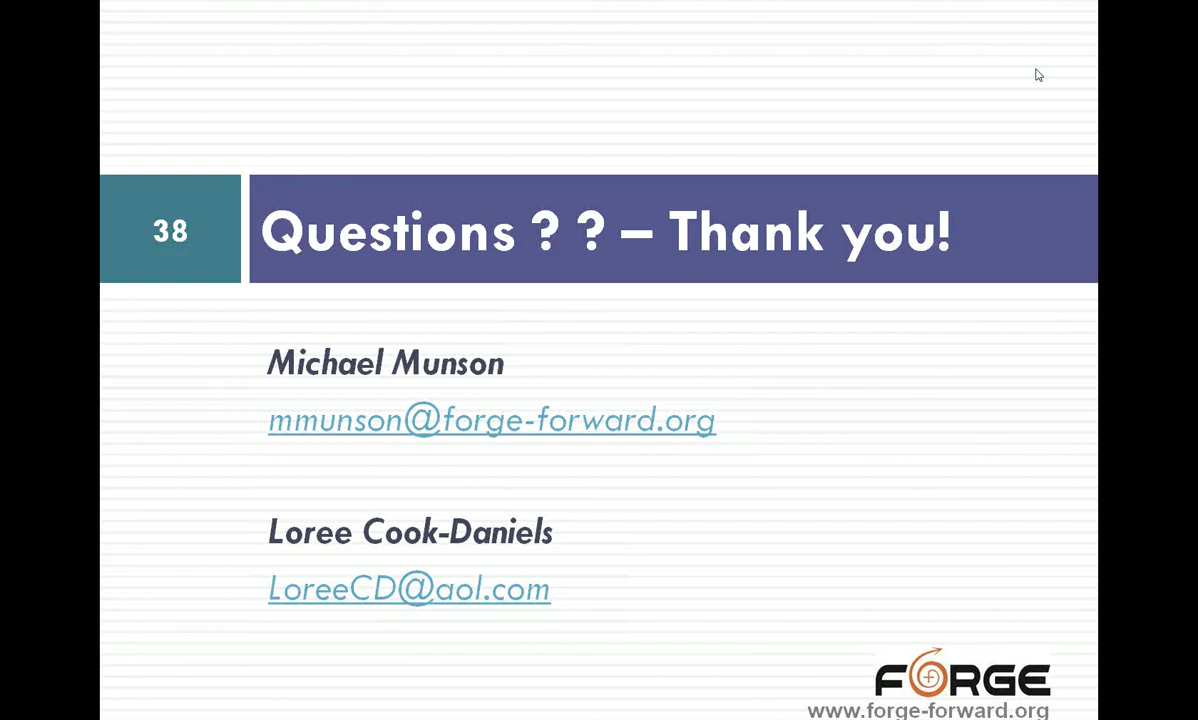 38
Questions ? ? – Thank you!
Michael Munson
mmunson@forge-forward.org
Loree Cook-Daniels
LoreeCD@aol.com
FORGE
www.forge-forward.org